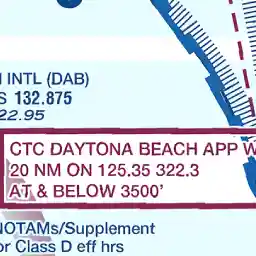 INTL (DAB)
S 132.875
22.95
CTC DAYTONA BEACH APP W
20 NM ON 125.35 322.3
AT & BELOW 3500'
NOTAMs/Supplement
or Class D eff hrs